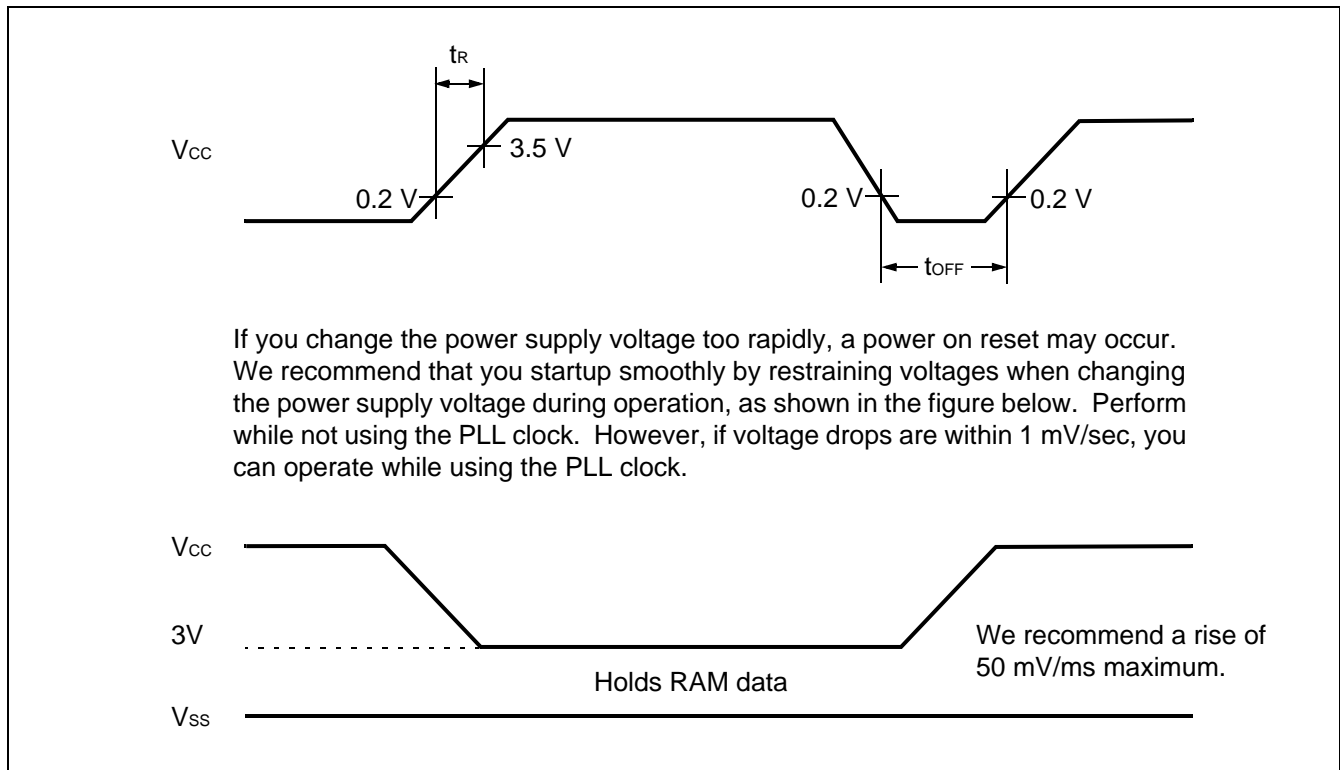 tR
VCC
3.5 V
0.2 V
0.2 V
0.2 V
tOFF
If you change the power supply voltage too rapidly, a power on reset may occur.
We recommend that you startup smoothly by restraining voltages when changing
the power supply voltage during operation, as shown in the figure below.  Perform
while not using the PLL clock.  However, if voltage drops are within 1 mV/sec, you
can operate while using the PLL clock.
VCC
3V
We recommend a rise of
50 mV/ms maximum.
Holds RAM data
VSS